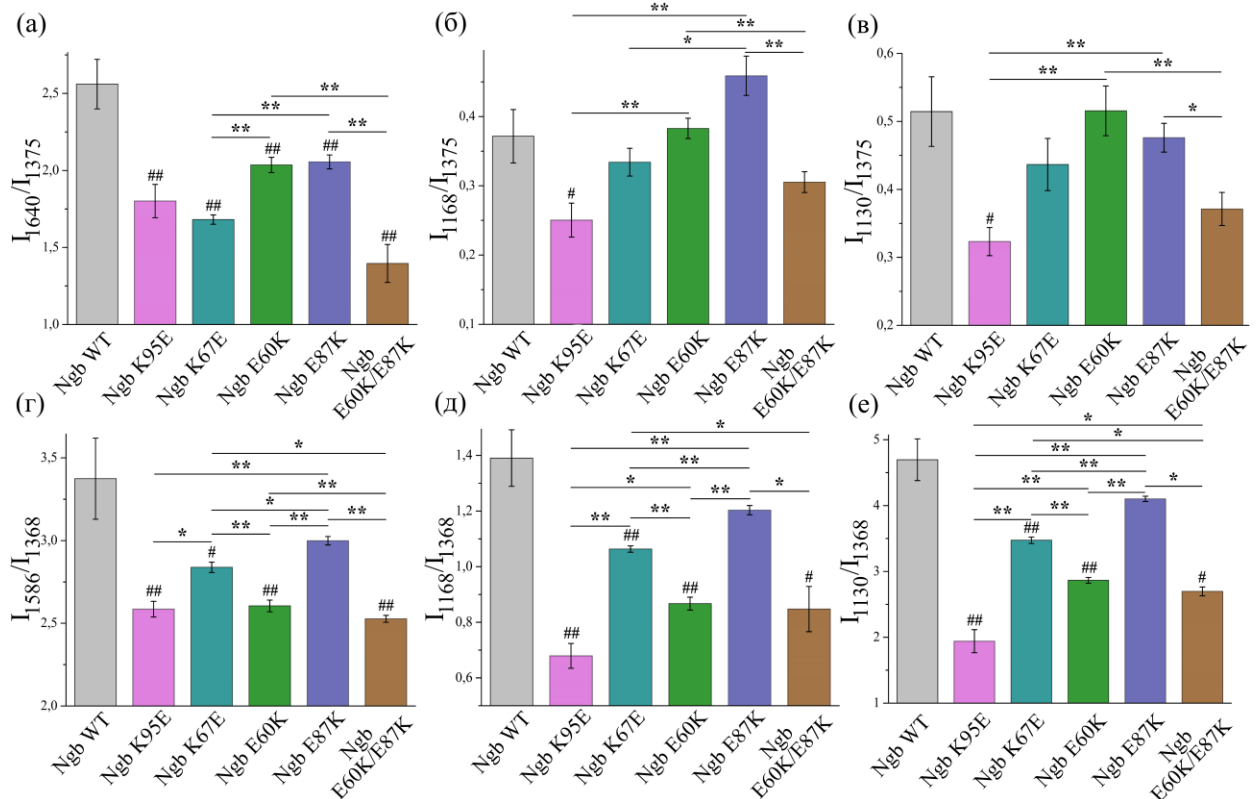 (а)
I1640/I1375
2,5
2,0
1,5
1,0
**
**
**
**
##
##
##
##
##
Ngb WT
Ngb K95E
Ngb K67E
Ngb E60K
Ngb E87K
Ngb
E60K/E87K
(б)
I1168/I1375
0,4
0,3
0,2
0,1
**
**
*
**
**
#
Ngb WT
Ngb K95E
Ngb K67E
Ngb E60K
Ngb E87K
Ngb
E60K/E87K
(в)
I1130/I1375
0,6
0,5
0,4
0,3
0,2
**
**
**
*
#
Ngb WT
Ngb K95E
Ngb K67E
Ngb E60K
Ngb E87K
Ngb
E60K/E87K
(г)
I1586/I1368
3,5
3,0
2,5
2,0
*
**
**
*
**
*
**
**
**
##
#
##
##
Ngb WT
Ngb K95E
Ngb K67E
Ngb E60K
Ngb E87K
Ngb
E60K/E87K
(д)
I1168/I1368
1,4
1,2
1,0
0,8
0,6
*
**
**
*
**
*
**
**
##
##
##
#
Ngb WT
Ngb K95E
Ngb K67E
Ngb E60K
Ngb E87K
Ngb
E60K/E87K
(е)
I1130/I1368
5
4
3
2
1
*
*
**
**
**
**
*
**
**
##
##
##
#
Ngb WT
Ngb K95E
Ngb K67E
Ngb E60K
Ngb E87K
Ngb
E60K/E87K